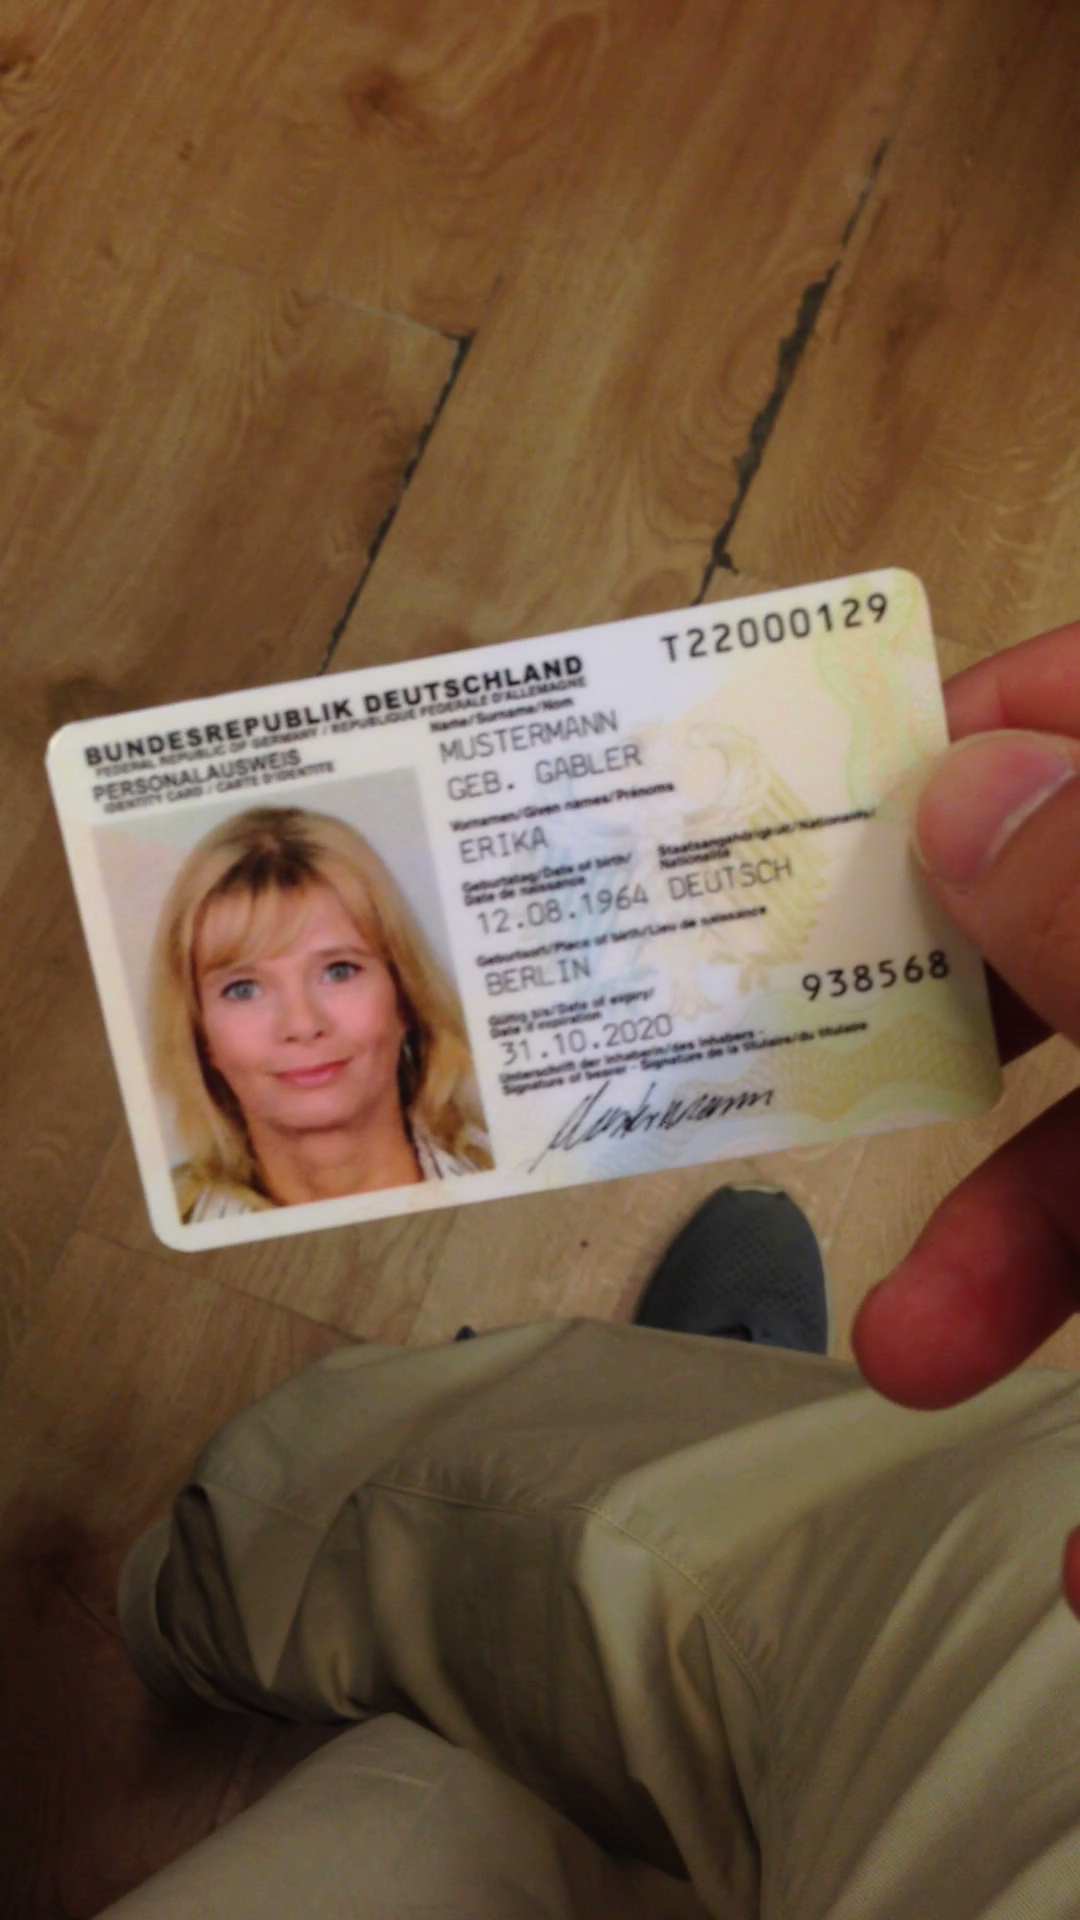 BUNDESREPUBLIK DEUTSCHLAND
T22000129
FEDERAL REPUBLIC OF GERMANY / REPUBLIQUE FEDERALE D'ALLEMAGNE
PERSONALAUSWEIS
IDENTITY CARD / CARTE D'IDENTITE
Name/Surname/Nom
MUSTERMANN
GEB. GABLER
Vornamen/Given names/Prénoms
ERIKA
Geburtstag/Date of birth/
Date de naissance
12.08.1964
Staatsangehörigkeit/Nationality/
Nationalité
DEUTSCH
Geburtsort/Place of birth/Lieu de naissance
BERLIN
Gültig bis/Date of expiry/
Date d'expiration
31.10.2020
938568
Unterschrift der Inhaberin/des Inhabers -
Signature of bearer - Signature de la titulaire/du titulaire
Mustermann